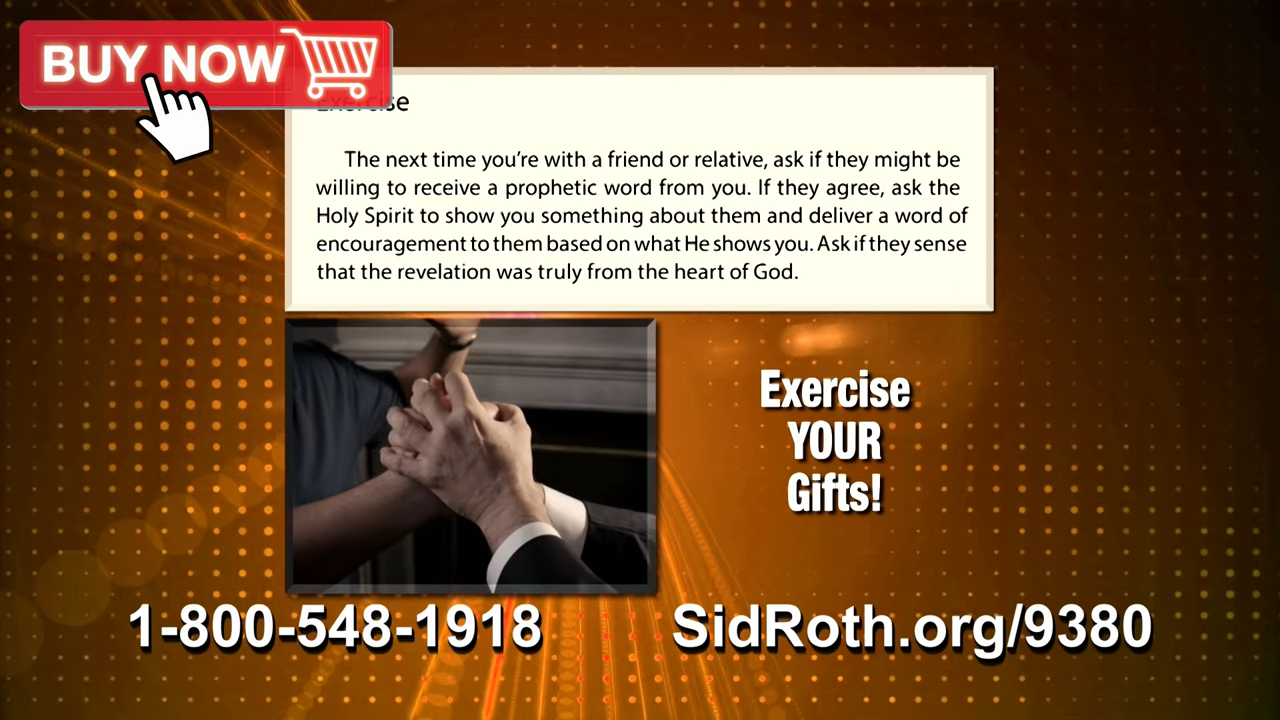 BUY NOW
Exercise
The next time you're with a friend or relative, ask if they might be
willing to receive a prophetic word from you. If they agree, ask the
Holy Spirit to show you something about them and deliver a word of
encouragement to them based on what He shows you. Ask if they sense
that the revelation was truly from the heart of God.
Exercise
YOUR
Gifts!
1-800-548-1918
SidRoth.org/9380